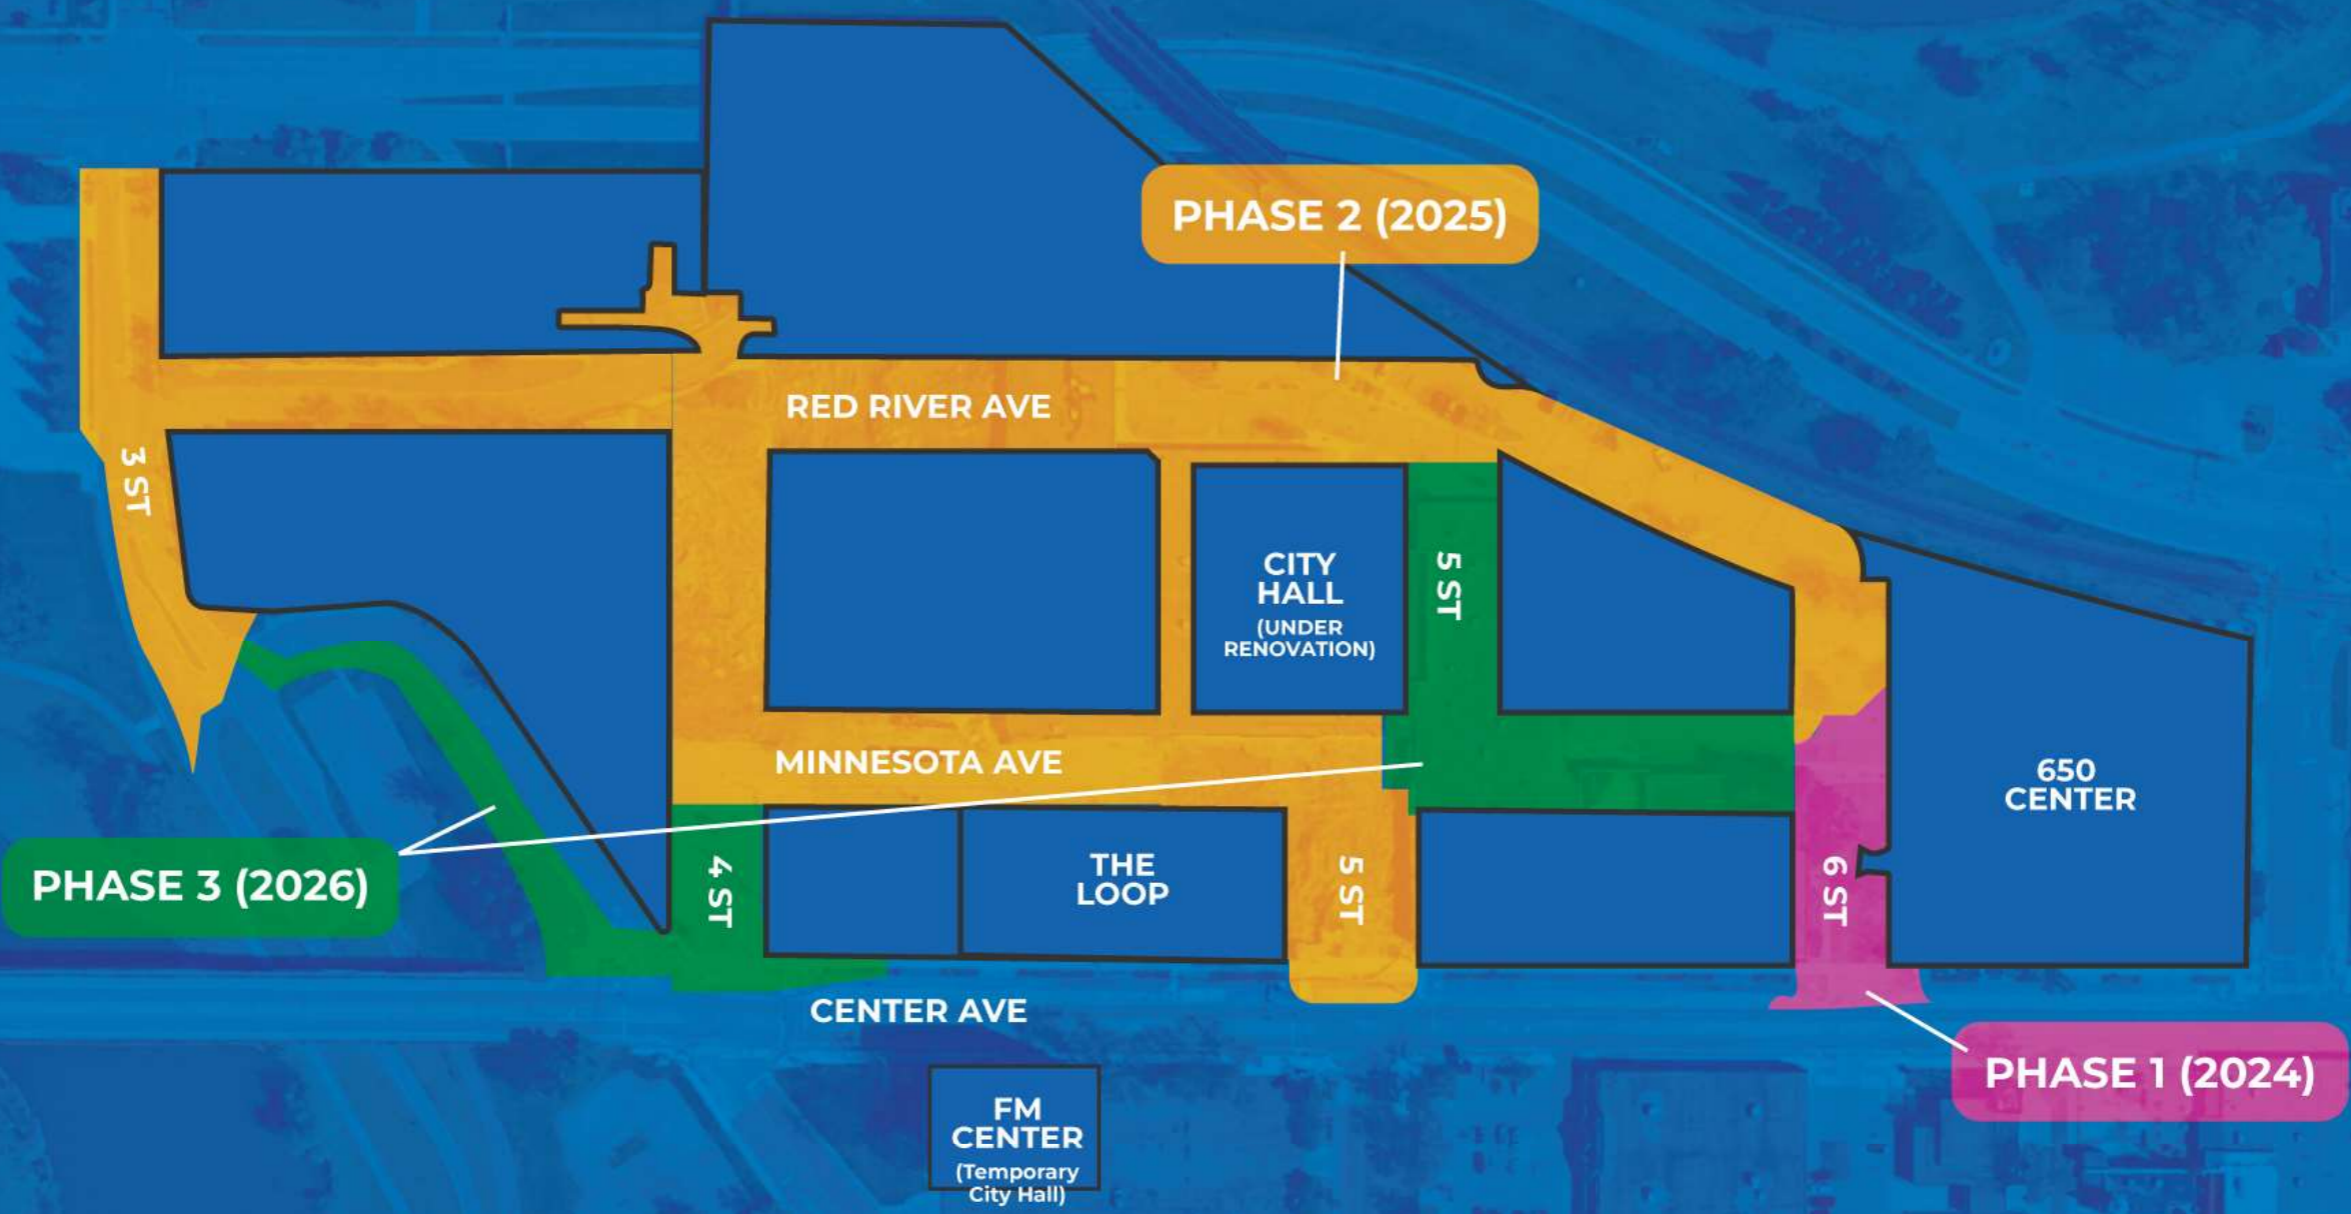 PHASE 2 (2025)
RED RIVER AVE
3 ST
CITY
HALL
(UNDER
RENOVATION)
5 ST
MINNESOTA AVE
650
CENTER
PHASE 3 (2026)
4 ST
THE
LOOP
5 ST
6 ST
CENTER AVE
PHASE 1 (2024)
FM
CENTER
(Temporary
City Hall)